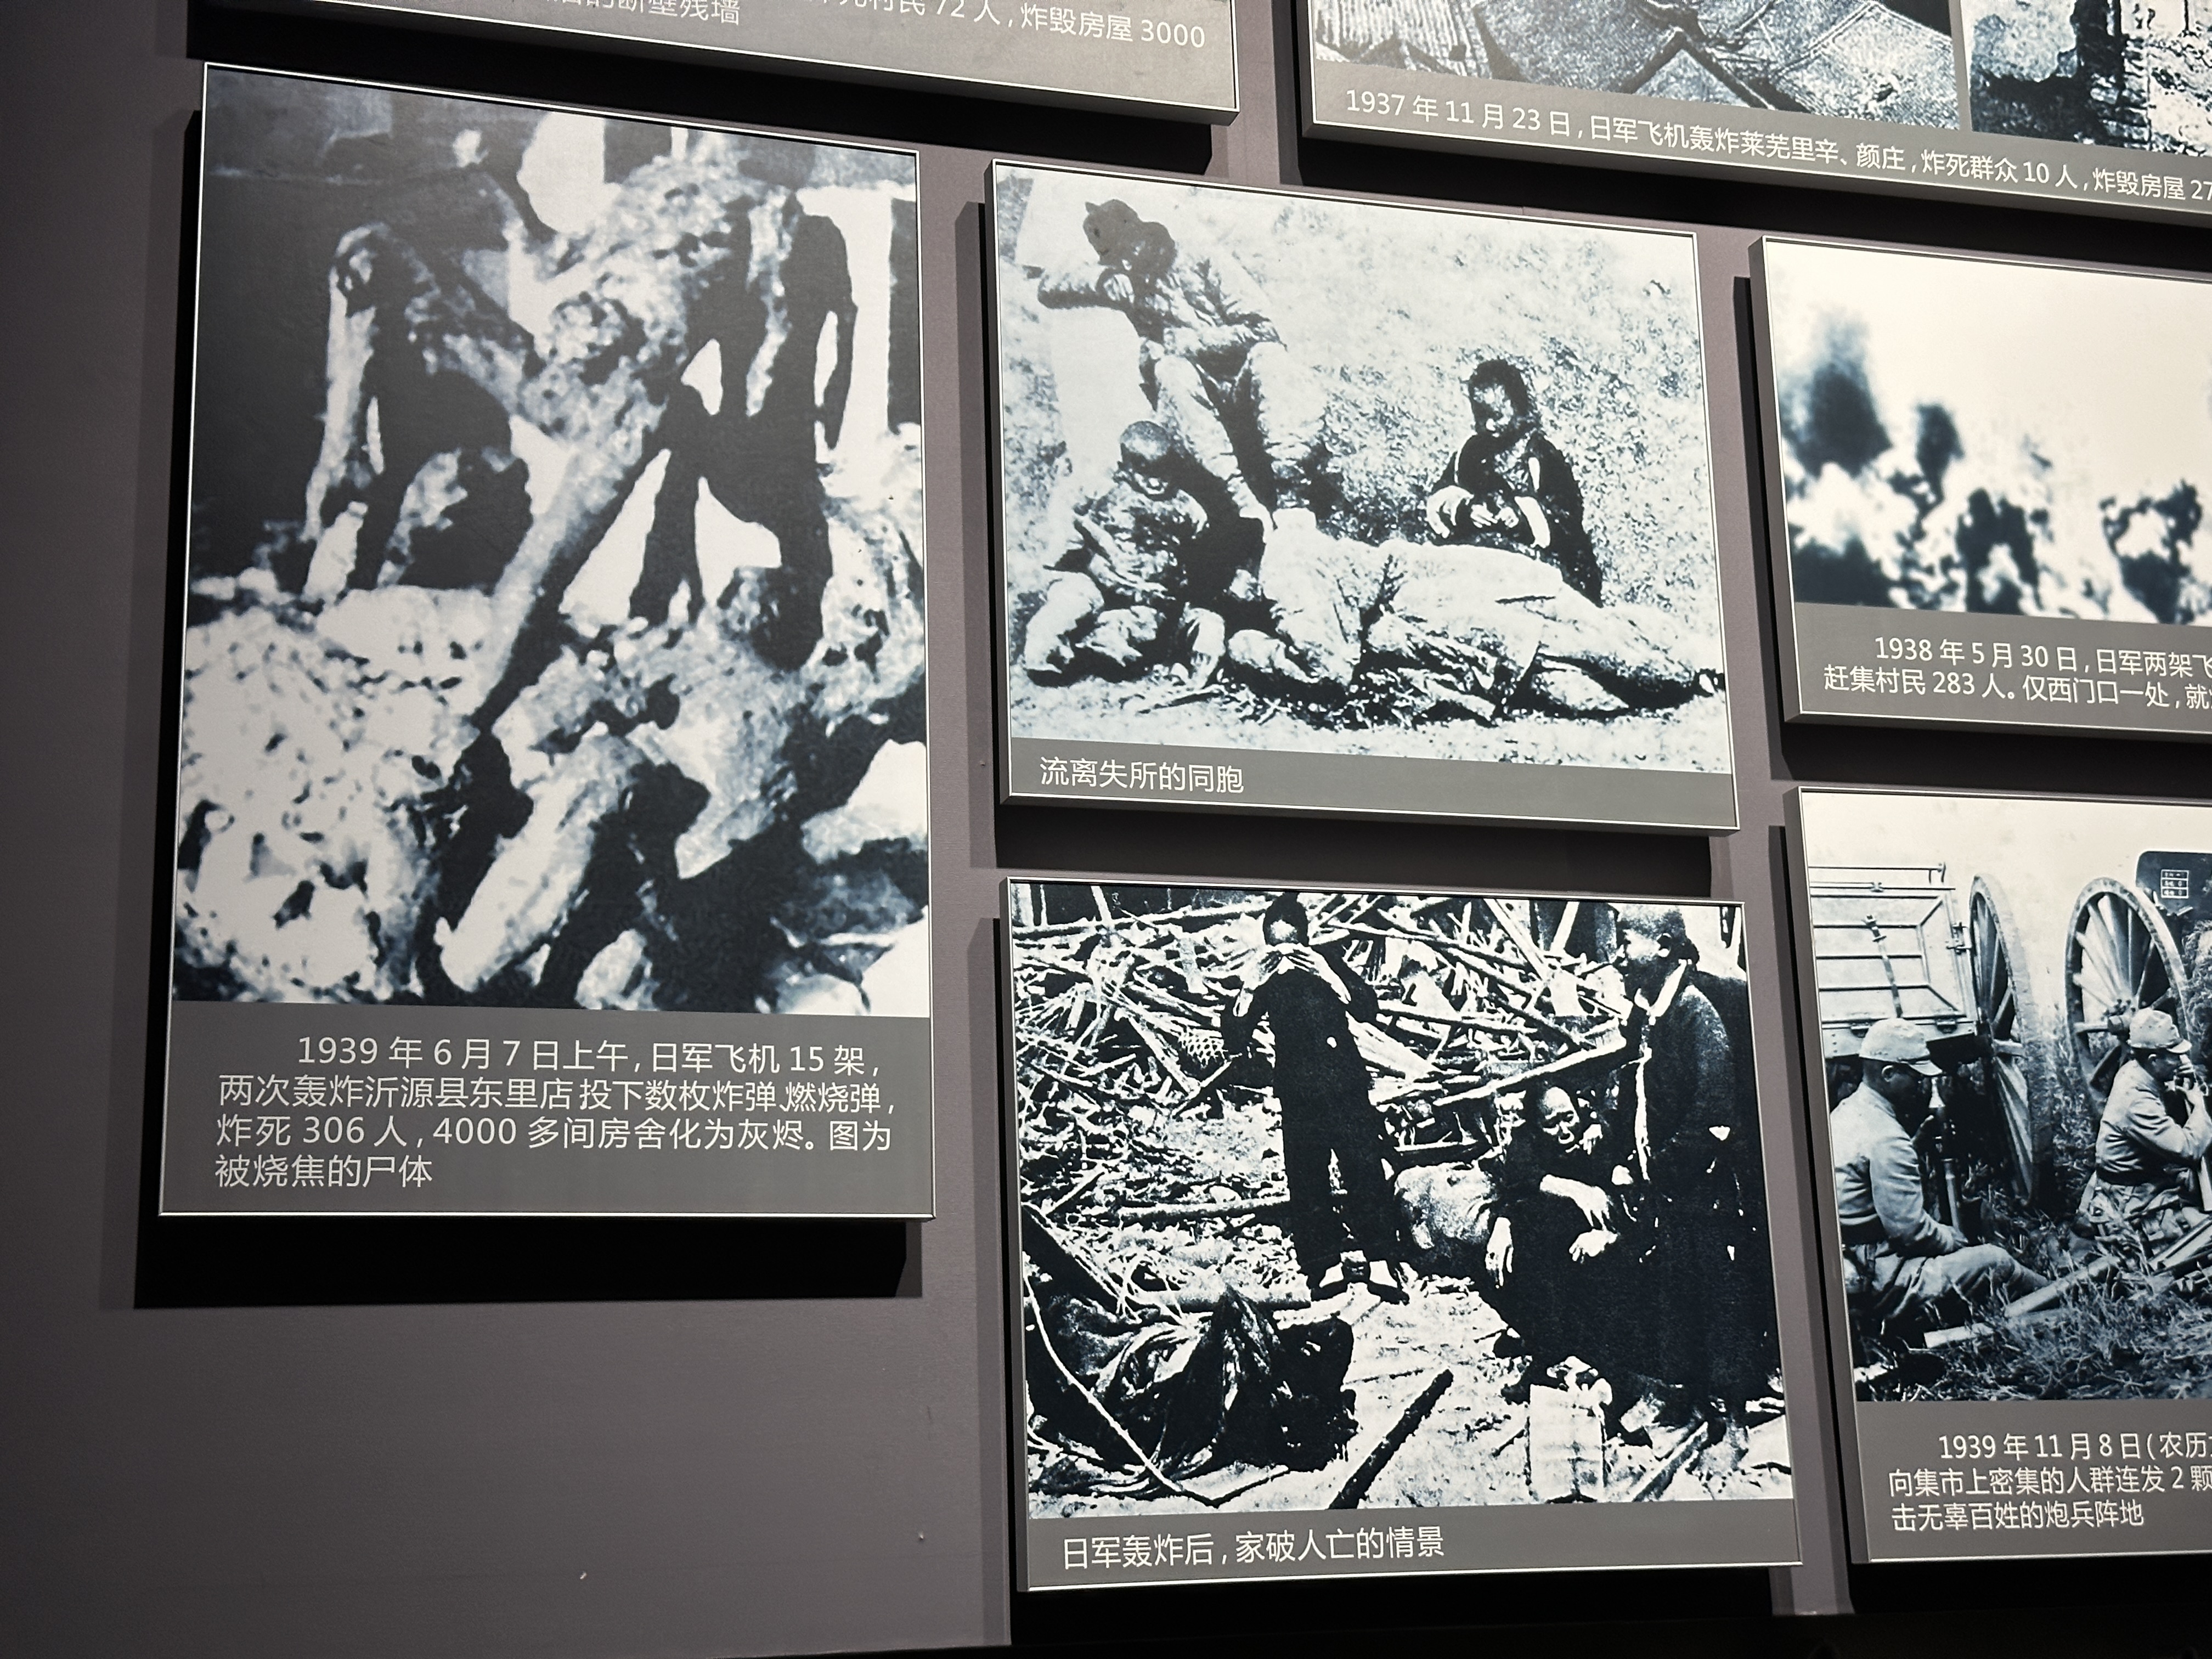 的断壁残墙
村民 72 人，炸毁房屋 3000
1937 年 11 月 23 日，日军飞机轰炸莱芜里辛、颜庄，炸死群众 10 人，炸毁房屋 27
1939 年 6 月 7 日上午，日军飞机 15 架，
两次轰炸沂源县东里店投下数枚炸弹、燃烧弹，
炸死 306 人，4000 多间房舍化为灰烬。图为
被烧焦的尸体
流离失所的同胞
1938 年 5 月 30 日，日军两架飞
赶集村民 283 人。仅西门口一处，就
日军轰炸后，家破人亡的情景
1939 年 11 月 8 日（农历
向集市上密集的人群连发 2 颗
击无辜百姓的炮兵阵地